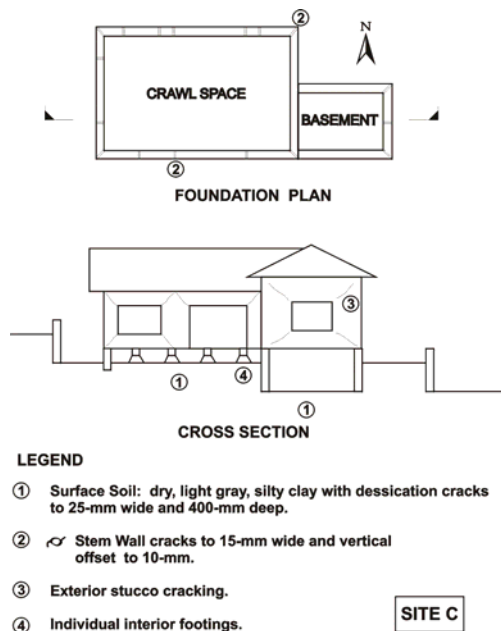 ②
N
CRAWL SPACE
BASEMENT
②
FOUNDATION PLAN
③
①
④
①
CROSS SECTION
LEGEND
① Surface Soil: dry, light gray, silty clay with dessication cracks
to 25-mm wide and 400-mm deep.
② Stem Wall cracks to 15-mm wide and vertical
offset to 10-mm.
③ Exterior stucco cracking.
④ Individual interior footings.
SITE C